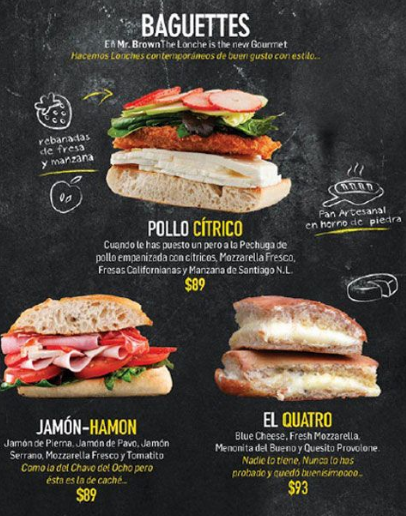 BAGUETTES
En Mr. Brown The Lonche is the new Gourmet
Hacemos Lonches contemporáneos de buen gusto con estilo...
rebanadas
de fresa
y manzana
Pan Artesanal
en horno de piedra
POLLO CÍTRICO
Cuando le has puesto un pero a la Pechuga de
pollo empanizada con cítricos, Mozzarella Fresco,
Fresas Californianas y Manzana de Santiago N.L.
$89
JAMÓN-HAMON
Jamón de Pierna, Jamón de Pavo, Jamón
Serrano, Mozzarella Fresco y Tomatito
Como la del Chavo del Ocho pero
ésta es la de caché...
$89
EL QUATRO
Blue Cheese, Fresh Mozzarella,
Menonita del Bueno y Quesito Provolone.
Nadie lo tiene, Nunca lo has
probado y quedó buenísimoooo...
$93